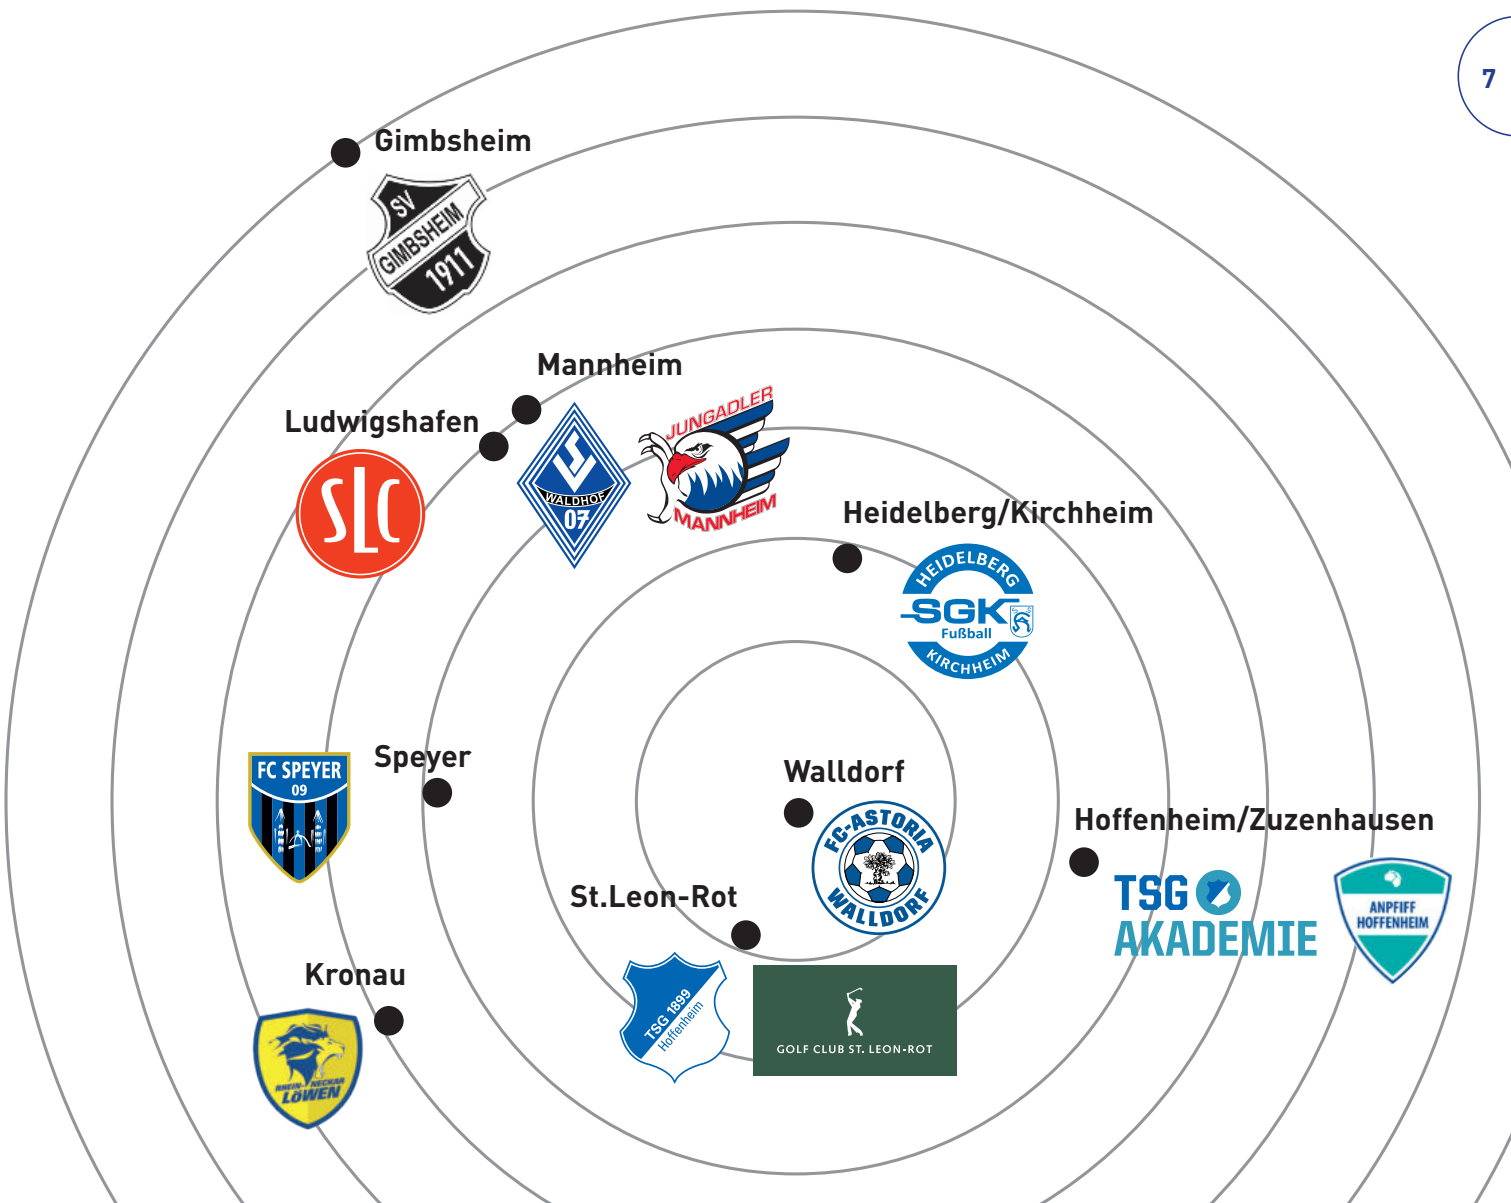 7
Gimbsheim
SV
GIMBSHEIM
1911
Mannheim
Ludwigshafen
SLC
WALDHOF
07
JUNGADLER
MANNHEIM
Heidelberg/Kirchheim
HEIDELBERG
SGK
Fußball
KIRCHHEIM
Speyer
FC SPEYER
09
Walldorf
FC-ASTORIA
WALLDORF
Hoffenheim/Zuzenhausen
TSG
AKADEMIE
ANPFIFF
HOFFENHEIM
St.Leon-Rot
TSG 1899
Hoffenheim
GOLF CLUB ST. LEON-ROT
Kronau
RHEIN-NECKAR
LÖWEN